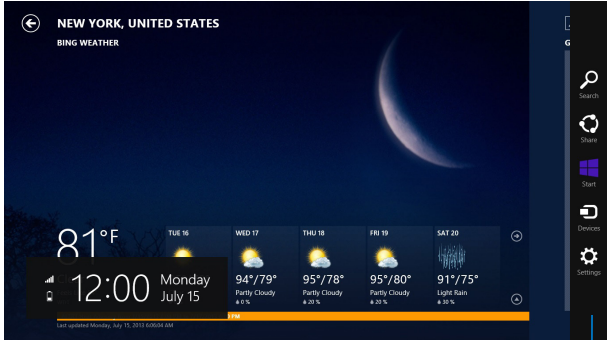 NEW YORK, UNITED STATES
BING WEATHER
G
81°F
TUE 16
WED 17
94°/79°
Partly Cloudy
0 %
THU 18
95°/78°
Partly Cloudy
20 %
FRI 19
95°/80°
Partly Cloudy
20 %
SAT 20
91°/75°
Light Rain
30 %
12:00
Monday
July 15
PM
Last updated Monday, July 15, 2013 6:06:04 AM
Search
Share
Start
Devices
Settings